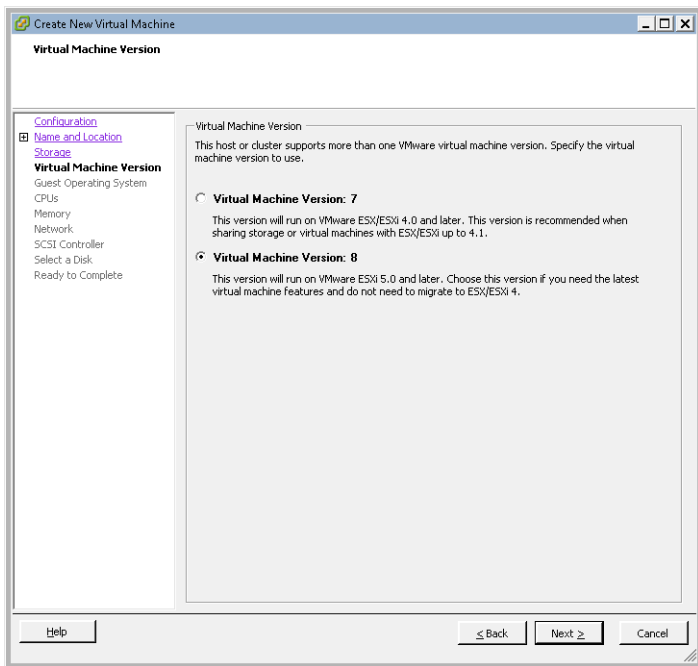 Create New Virtual Machine
Virtual Machine Version
Configuration
Name and Location
Storage
Virtual Machine Version
Guest Operating System
CPUs
Memory
Network
SCSI Controller
Select a Disk
Ready to Complete
Virtual Machine Version
This host or cluster supports more than one VMware virtual machine version. Specify the virtual
machine version to use.
Virtual Machine Version: 7
This version will run on VMware ESX/ESXi 4.0 and later. This version is recommended when
sharing storage or virtual machines with ESX/ESXi up to 4.1.
Virtual Machine Version: 8
This version will run on VMware ESXi 5.0 and later. Choose this version if you need the latest
virtual machine features and do not need to migrate to ESX/ESXi 4.
Help
< Back
Next >
Cancel